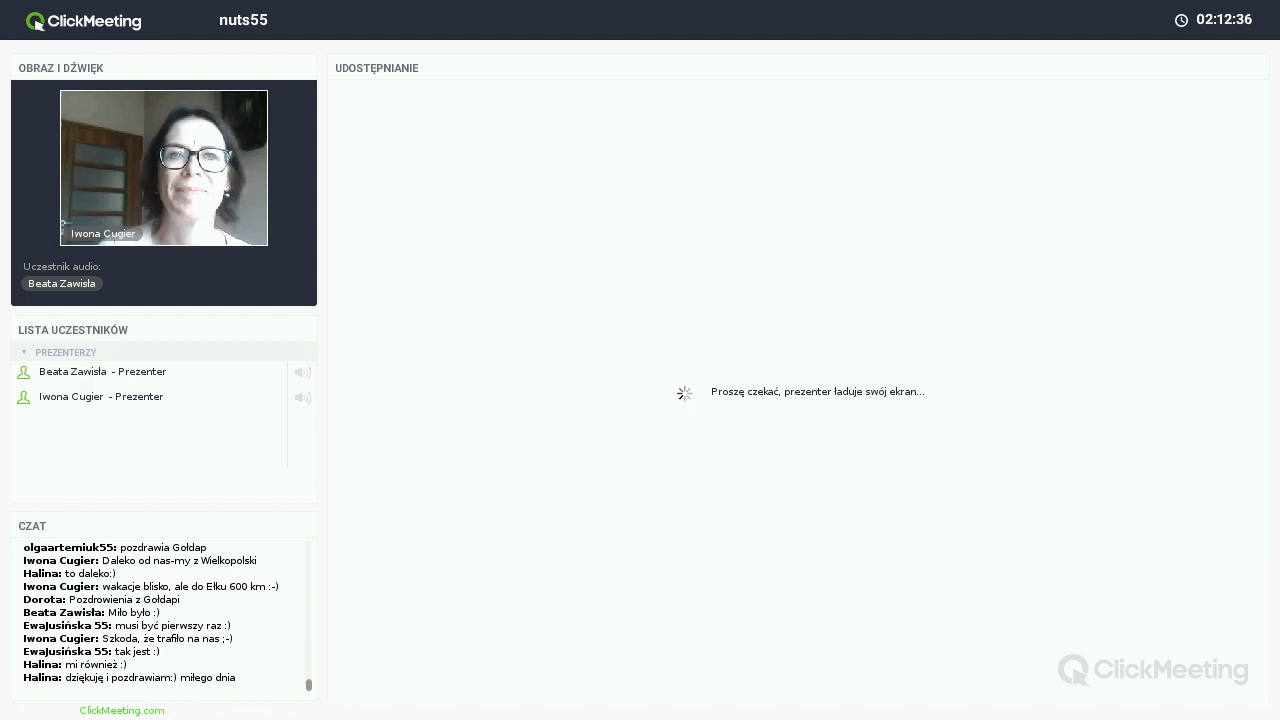 ClickMeeting
nuts55
02:12:36
OBRAZ I DŹWIĘK
Iwona Cugier
Uczestnik audio:
Beata Zawisła
LISTA UCZESTNIKÓW
PREZENTERZY
Beata Zawisła - Prezenter
Iwona Cugier - Prezenter
CZAT
olgaartemiuk55: pozdrawia Gołdap
Iwona Cugier: Daleko od nas-my z Wielkopolski
Halina: to daleko:)
Iwona Cugier: wakacje blisko, ale do Ełku 600 km :-)
Dorota: Pozdrowienia z Gołdapi
Beata Zawisła: Miło było :)
EwaJusińska 55: musi być pierwszy raz :)
Iwona Cugier: Szkoda, że trafiło na nas ;-)
EwaJusińska 55: tak jest :)
Halina: mi również :)
Halina: dziękuję i pozdrawiam:) miłego dnia
ClickMeeting.com
UDOSTĘPNIANIE
Proszę czekać, prezenter ładuje swój ekran...
ClickMeeting